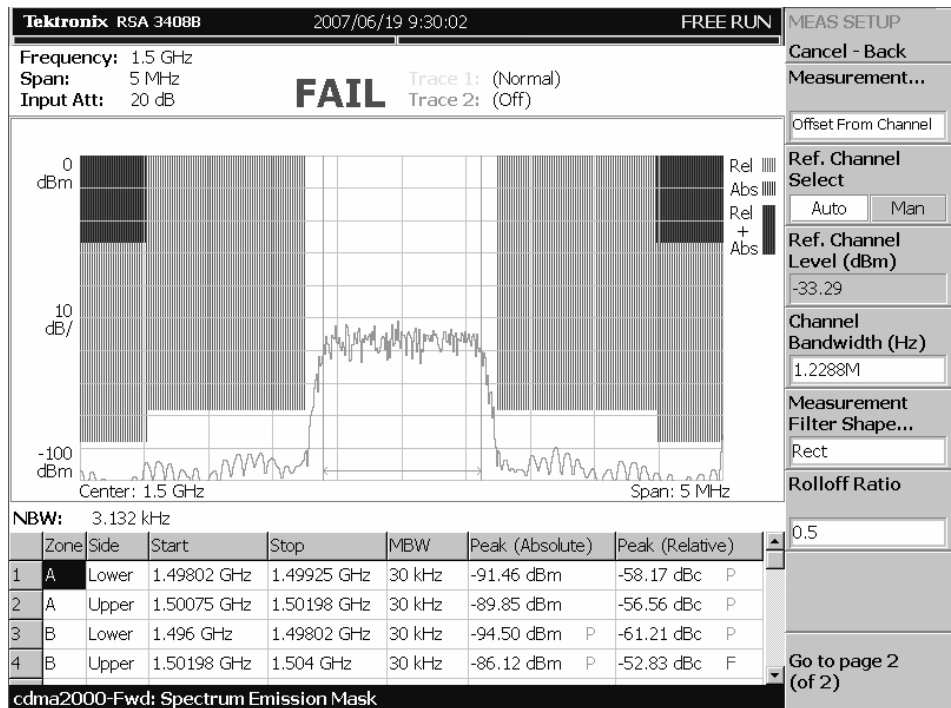 Tektronix RSA 3408B 2007/06/19 9:30:02 FREE RUN
Frequency: 1.5 GHz
Span: 5 MHz
Input Att: 20 dB
FAIL
Trace 1: (Normal)
Trace 2: (Off)
0
dBm
10
dB/
-100
dBm
Rel
Abs
Rel
+
Abs
Center: 1.5 GHz Span: 5 MHz
NBW: 3.132 kHz
Zone Side Start Stop MBW Peak (Absolute) Peak (Relative)
1 A Lower 1.49802 GHz 1.49925 GHz 30 kHz -91.46 dBm -58.17 dBc P
2 A Upper 1.50075 GHz 1.50198 GHz 30 kHz -89.85 dBm -56.56 dBc P
3 B Lower 1.496 GHz 1.49802 GHz 30 kHz -94.50 dBm P -61.21 dBc P
4 B Upper 1.50198 GHz 1.504 GHz 30 kHz -86.12 dBm P -52.83 dBc F
cdma2000-Fwd: Spectrum Emission Mask
MEAS SETUP
Cancel - Back
Measurement...
Offset From Channel
Ref. Channel
Select
Auto Man
Ref. Channel
Level (dBm)
-33.29
Channel
Bandwidth (Hz)
1.2288M
Measurement
Filter Shape...
Rect
Rolloff Ratio
0.5
Go to page 2
(of 2)